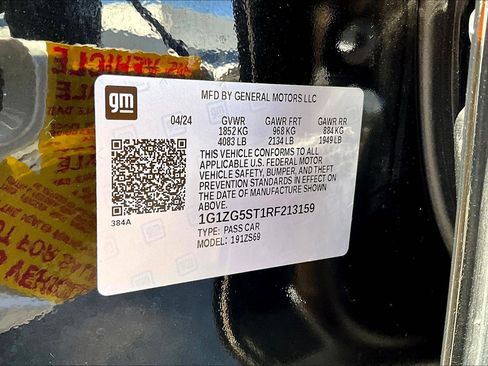 gm
MFD BY GENERAL MOTORS LLC
04/24 GVWR GAWR FRT GAWR RR
1852 KG 968 KG 884 KG
4083 LB 2134 LB 1949 LB
THIS VEHICLE CONFORMS TO ALL
APPLICABLE U.S. FEDERAL MOTOR
VEHICLE SAFETY, BUMPER, AND THEFT
PREVENTION STANDARDS IN EFFECT ON
THE DATE OF MANUFACTURE SHOWN
ABOVE.
384A
1G1ZG5ST1RF213159
TYPE: PASS CAR
MODEL: 191ZS69
VEHICLE